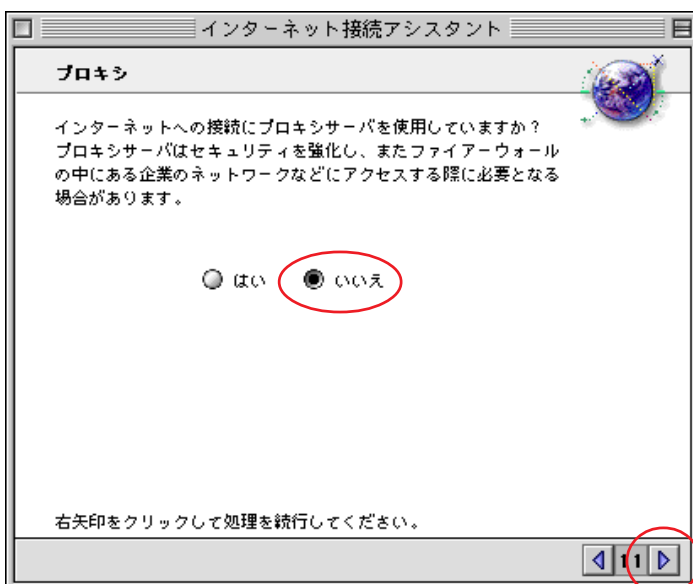 インターネット接続アシスタント
プロキシ
インターネットへの接続にプロキシサーバを使用していますか？
プロキシサーバはセキュリティを強化し、またファイアーウォール
の中にある企業のネットワークなどにアクセスする際に必要となる
場合があります。
はい いいえ
右矢印をクリックして処理を続行してください。
11